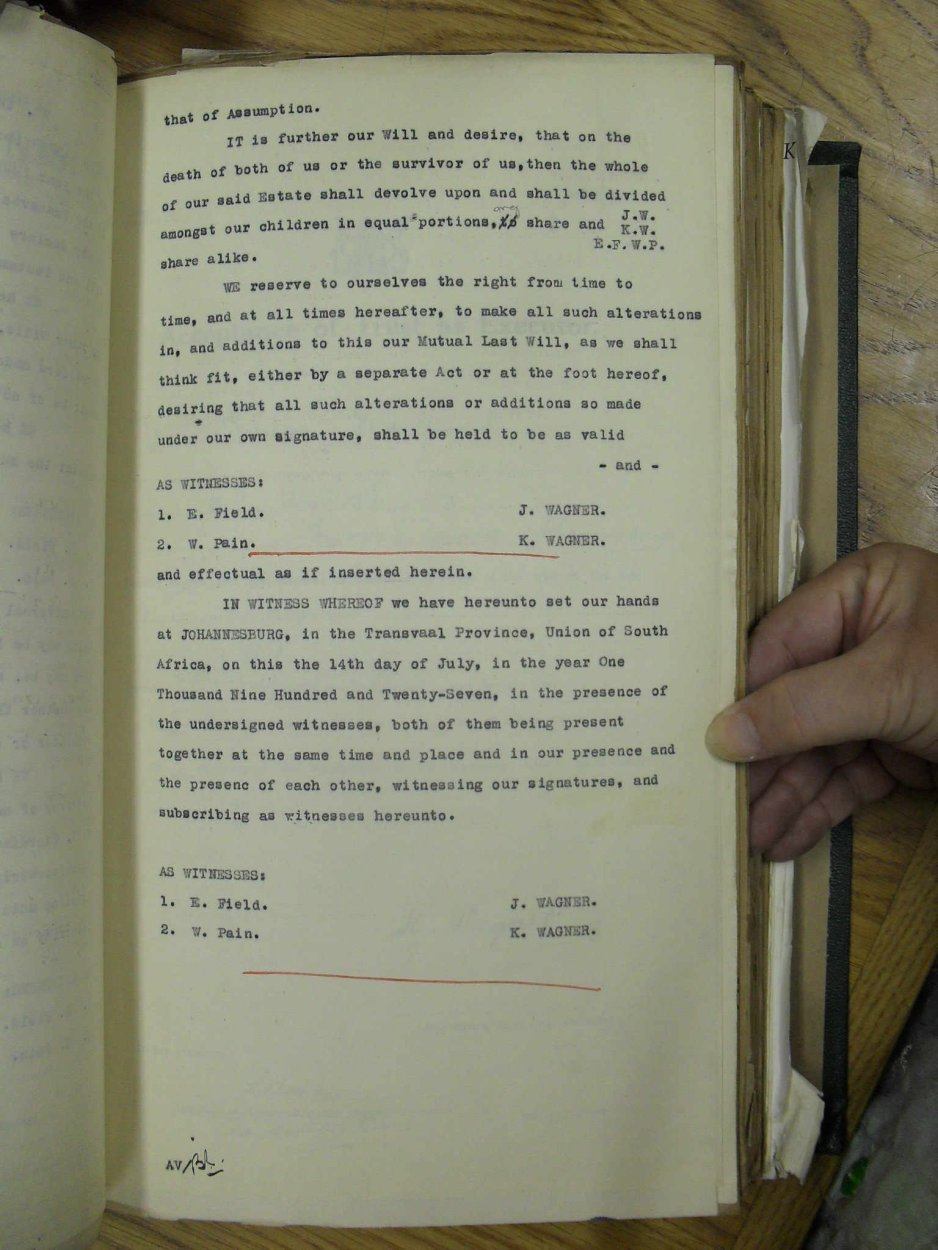 that of Assumption.
IT is further our Will and desire, that on the
death of both of us or the survivor of us,then the whole
of our said Estate shall devolve upon and shall be divided
amongst our children in equal portions, share and J.W.
K.W.
E.F.W.P.
share alike.
WE reserve to ourselves the right from time to
time, and at all times hereafter, to make all such alterations
in, and additions to this our Mutual Last Will, as we shall
think fit, either by a separate Act or at the foot hereof,
desiring that all such alterations or additions so made
under our own signature, shall be held to be as valid
- and -
AS WITNESSES:
1. E. Field. J. WAGNER.
2. W. Pain. K. WAGNER.
and effectual as if inserted herein.
IN WITNESS WHEREOF we have hereunto set our hands
at JOHANNESBURG, in the Transvaal Province, Union of South
Africa, on this the 14th day of July, in the year One
Thousand Nine Hundred and Twenty-Seven, in the presence of
the undersigned witnesses, both of them being present
together at the same time and place and in our presence and
the presenc of each other, witnessing our signatures, and
subscribing as witnesses hereunto.
AS WITNESSES:
1. E. Field. J. WAGNER.
2. W. Pain. K. WAGNER.
AV/
K